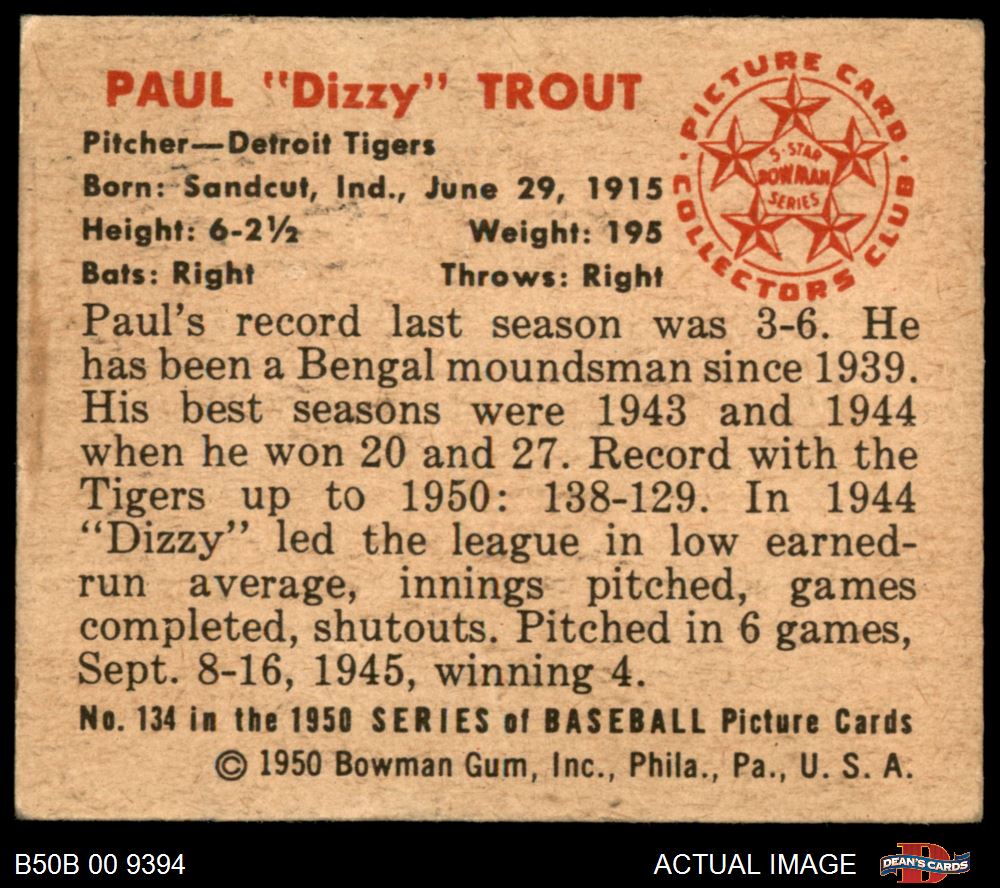 PAUL "Dizzy" TROUT
Pitcher—Detroit Tigers
Born: Sandcut, Ind., June 29, 1915
Height: 6-2½ Weight: 195
Bats: Right Throws: Right
PICTURE CARD COLLECTORS CLUB
5-STAR
BOWMAN
SERIES
Paul's record last season was 3-6. He
has been a Bengal moundsman since 1939.
His best seasons were 1943 and 1944
when he won 20 and 27. Record with the
Tigers up to 1950: 138-129. In 1944
"Dizzy" led the league in low earned-
run average, innings pitched, games
completed, shutouts. Pitched in 6 games,
Sept. 8-16, 1945, winning 4.
No. 134 in the 1950 SERIES of BASEBALL Picture Cards
© 1950 Bowman Gum, Inc., Phila., Pa., U. S. A.
B50B 00 9394
ACTUAL IMAGE
D
DEAN'S CARDS